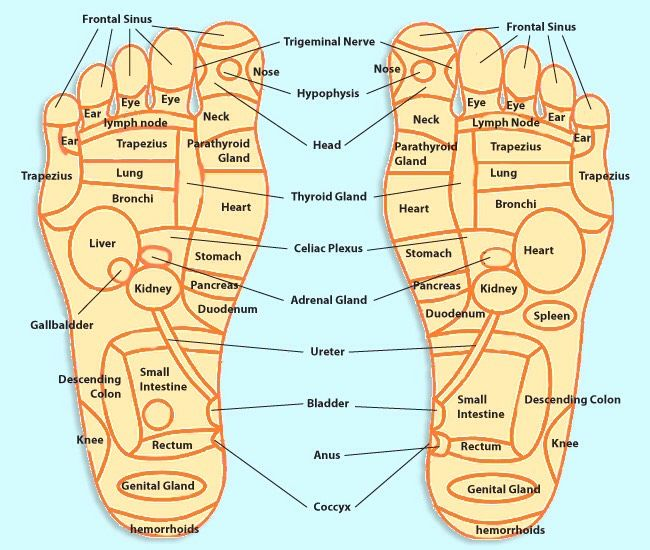 Frontal Sinus
Frontal Sinus
Trigeminal Nerve
Nose
Nose
Hypophysis
Eye
Eye
Eye
Eye
Ear
Ear
lymph node
Neck
Neck
Lymph Node
Head
Ear
Ear
Trapezius
Parathyroid
Gland
Parathyroid
Gland
Trapezius
Trapezius
Lung
Lung
Trapezius
Bronchi
Thyroid Gland
Bronchi
Heart
Heart
Liver
Celiac Plexus
Stomach
Stomach
Heart
Kidney
Pancreas
Adrenal Gland
Pancreas
Kidney
Gallbaldder
Duodenum
Duodenum
Spleen
Ureter
Descending
Colon
Small
Intestine
Bladder
Small
Intestine
Descending Colon
Knee
Rectum
Anus
Rectum
Knee
Genital Gland
Coccyx
Genital Gland
hemorrhoids
hemorrhoids